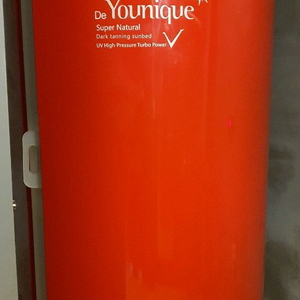 De Younique
Super Natural
Dark tanning sunbed
UV High Pressure Turbo Power